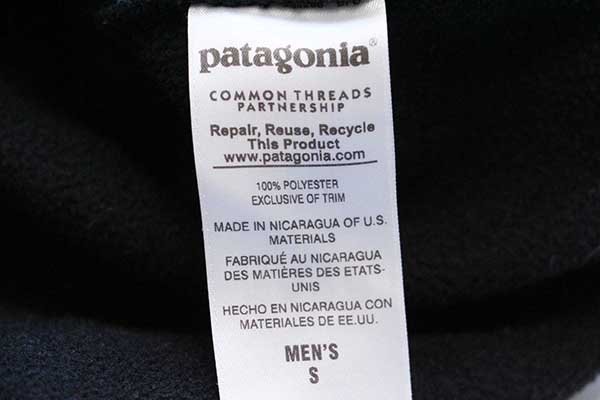 patagonia®
COMMON THREADS
PARTNERSHIP
Repair, Reuse, Recycle
This Product
www.patagonia.com
100% POLYESTER
EXCLUSIVE OF TRIM
MADE IN NICARAGUA OF U.S.
MATERIALS
FABRIQUÉ AU NICARAGUA
DES MATIÈRES DES ETATS-
UNIS
HECHO EN NICARAGUA CON
MATERIALES DE EE.UU.
MEN'S
S